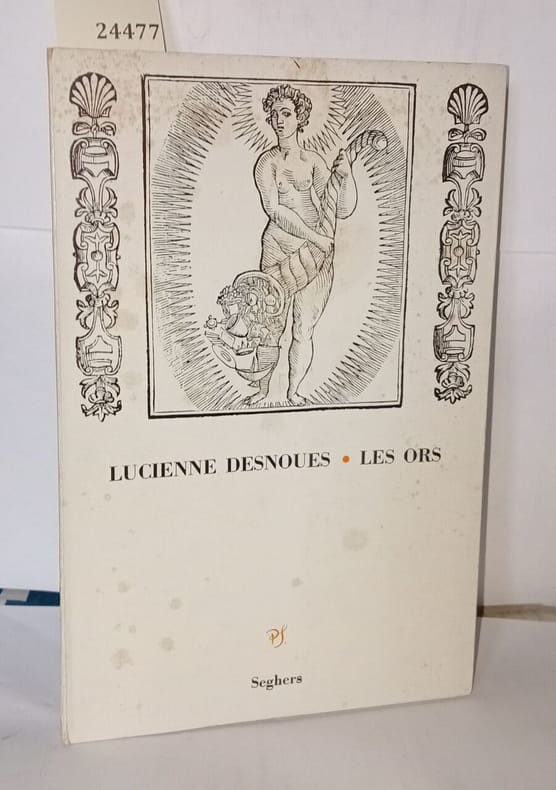 24477
LUCIENNE DESNOUES • LES ORS
PS.
Seghers